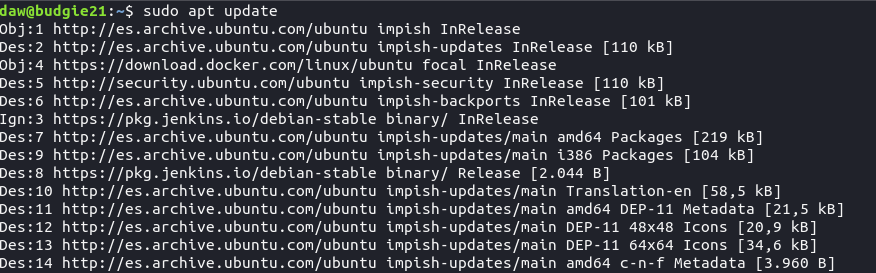 daw@budgie21:~$ sudo apt update
Obj:1 http://es.archive.ubuntu.com/ubuntu impish InRelease
Des:2 http://es.archive.ubuntu.com/ubuntu impish-updates InRelease [110 kB]
Obj:4 https://download.docker.com/linux/ubuntu focal InRelease
Des:5 http://security.ubuntu.com/ubuntu impish-security InRelease [110 kB]
Des:6 http://es.archive.ubuntu.com/ubuntu impish-backports InRelease [101 kB]
Ign:3 https://pkg.jenkins.io/debian-stable binary/ InRelease
Des:7 http://es.archive.ubuntu.com/ubuntu impish-updates/main amd64 Packages [219 kB]
Des:9 http://es.archive.ubuntu.com/ubuntu impish-updates/main i386 Packages [104 kB]
Des:8 https://pkg.jenkins.io/debian-stable binary/ Release [2.044 B]
Des:10 http://es.archive.ubuntu.com/ubuntu impish-updates/main Translation-en [58,5 kB]
Des:11 http://es.archive.ubuntu.com/ubuntu impish-updates/main amd64 DEP-11 Metadata [21,5 kB]
Des:12 http://es.archive.ubuntu.com/ubuntu impish-updates/main DEP-11 48x48 Icons [20,9 kB]
Des:13 http://es.archive.ubuntu.com/ubuntu impish-updates/main DEP-11 64x64 Icons [34,6 kB]
Des:14 http://es.archive.ubuntu.com/ubuntu impish-updates/main amd64 c-n-f Metadata [3.960 B]